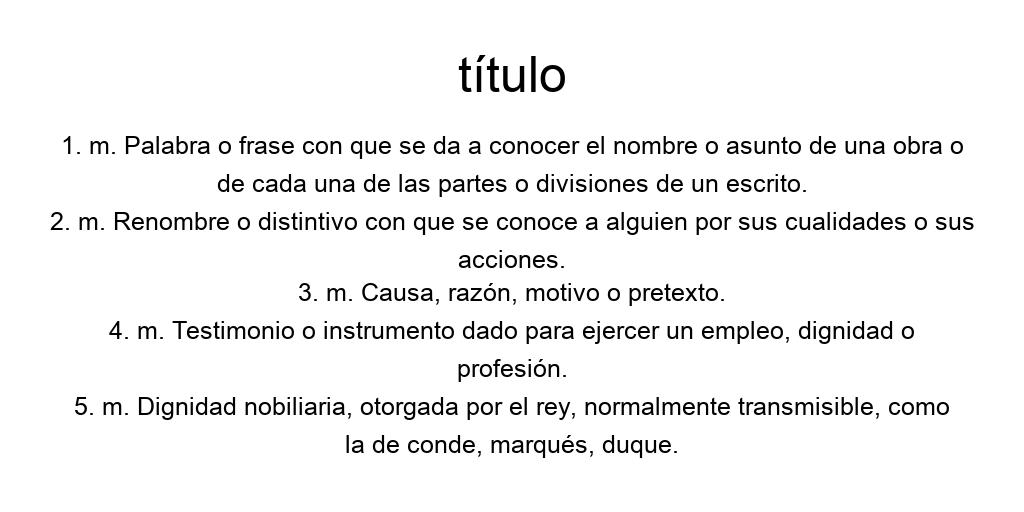 título
1. m. Palabra o frase con que se da a conocer el nombre o asunto de una obra o
de cada una de las partes o divisiones de un escrito.
2. m. Renombre o distintivo con que se conoce a alguien por sus cualidades o sus
acciones.
3. m. Causa, razón, motivo o pretexto.
4. m. Testimonio o instrumento dado para ejercer un empleo, dignidad o
profesión.
5. m. Dignidad nobiliaria, otorgada por el rey, normalmente transmisible, como
la de conde, marqués, duque.